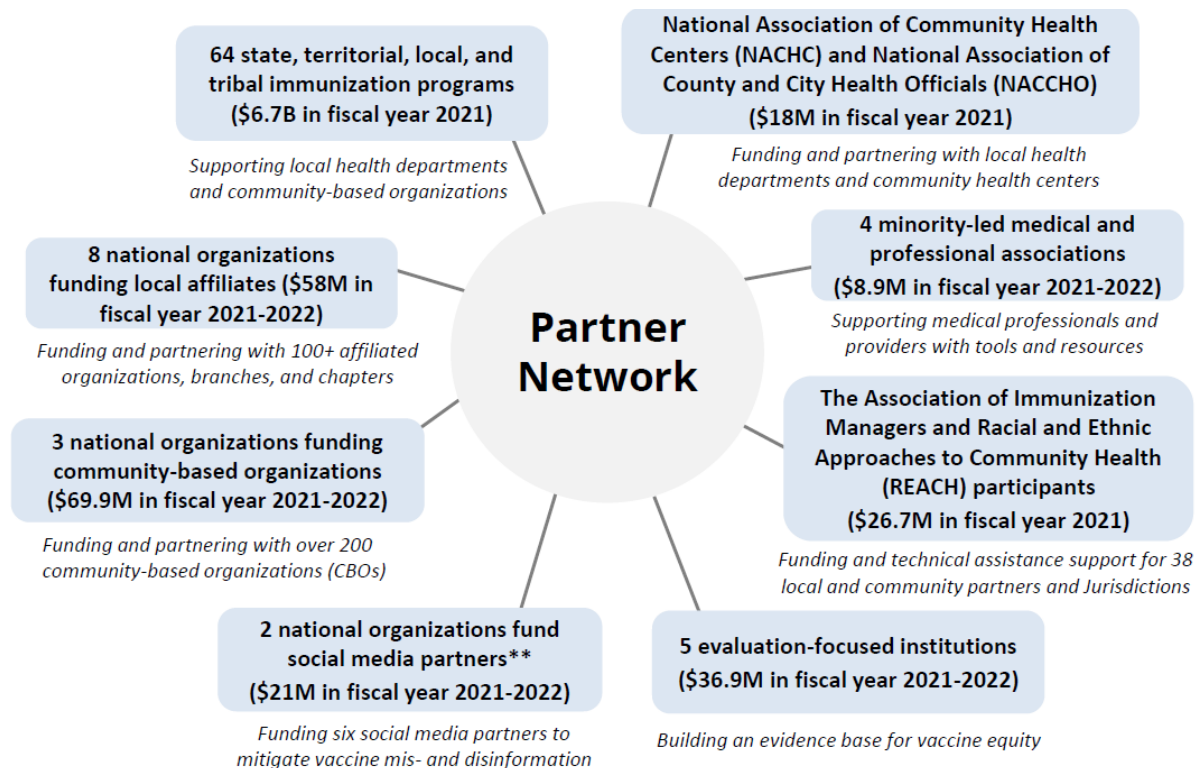 64 state, territorial, local, and
tribal immunization programs
($6.7B in fiscal year 2021)
Supporting local health departments
and community-based organizations
National Association of Community Health
Centers (NACHC) and National Association of
County and City Health Officials (NACCHO)
($18M in fiscal year 2021)
Funding and partnering with local health
departments and community health centers
8 national organizations
funding local affiliates ($58M in
fiscal year 2021-2022)
Funding and partnering with 100+ affiliated
organizations, branches, and chapters
4 minority-led medical and
professional associations
($8.9M in fiscal year 2021-2022)
Supporting medical professionals and
providers with tools and resources
Partner
Network
3 national organizations funding
community-based organizations
($69.9M in fiscal year 2021-2022)
Funding and partnering with over 200
community-based organizations (CBOs)
The Association of Immunization
Managers and Racial and Ethnic
Approaches to Community Health
(REACH) participants
($26.7M in fiscal year 2021)
Funding and technical assistance support for 38
local and community partners and Jurisdictions
2 national organizations fund
social media partners**
($21M in fiscal year 2021-2022)
Funding six social media partners to
mitigate vaccine mis- and disinformation
5 evaluation-focused institutions
($36.9M in fiscal year 2021-2022)
Building an evidence base for vaccine equity